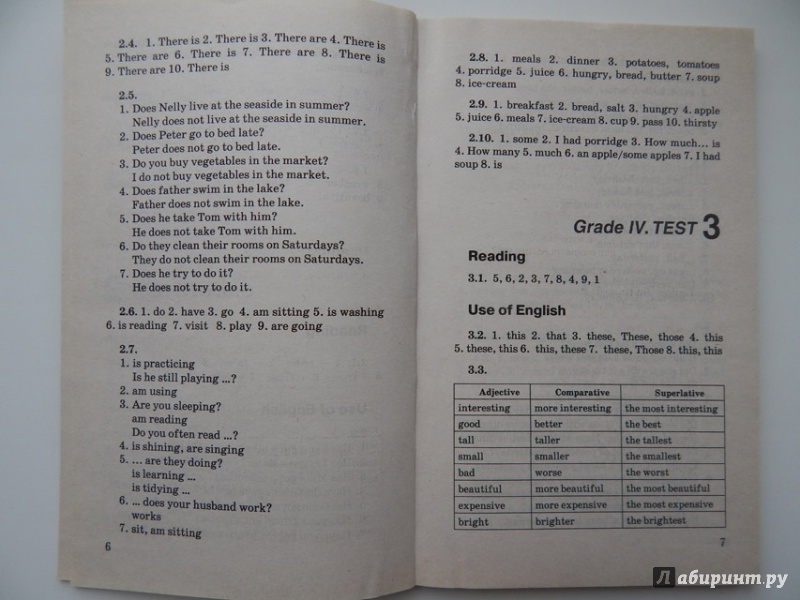 2.4. 1. There is 2. There is 3. There are 4. There is
5. There are 6. There is 7. There are 8. There is
9. There are 10. There is
2.5.
1. Does Nelly live at the seaside in summer?
Nelly does not live at the seaside in summer.
2. Does Peter go to bed late?
Peter does not go to bed late.
3. Do you buy vegetables in the market?
I do not buy vegetables in the market.
4. Does father swim in the lake?
Father does not swim in the lake.
5. Does he take Tom with him?
He does not take Tom with him.
6. Do they clean their rooms on Saturdays?
They do not clean their rooms on Saturdays.
7. Does he try to do it?
He does not try to do it.
2.6. 1. do 2. have 3. go 4. am sitting 5. is washing
6. is reading 7. visit 8. play 9. are going
2.7.
1. is practicing
Is he still playing ...?
2. am using
3. Are you sleeping?
am reading
Do you often read ...?
4. is shining, are singing
5. ... are they doing?
is learning ...
is tidying ...
6. ... does your husband work?
works
7. sit, am sitting
6
2.8. 1. meals 2. dinner 3. potatoes, tomatoes
4. porridge 5. juice 6. hungry, bread, butter 7. soup
8. ice-cream
2.9. 1. breakfast 2. bread, salt 3. hungry 4. apple
5. juice 6. meals 7. ice-cream 8. cup 9. pass 10. thirsty
2.10. 1. some 2. I had porridge 3. How much... is
4. How many 5. much 6. an apple/some apples 7. I had
soup 8. is
Grade IV. TEST 3
Reading
3.1. 5, 6, 2, 3, 7, 8, 4, 9, 1
Use of English
3.2. 1. this 2. that 3. these, These, those 4. this
5. these, this 6. this, these 7. these, Those 8. this, this
3.3.
Adjective Comparative Superlative
interesting more interesting the most interesting
good better the best
tall taller the tallest
small smaller the smallest
bad worse the worst
beautiful more beautiful the most beautiful
expensive more expensive the most expensive
bright brighter the brightest
7
Лабиринт.ру